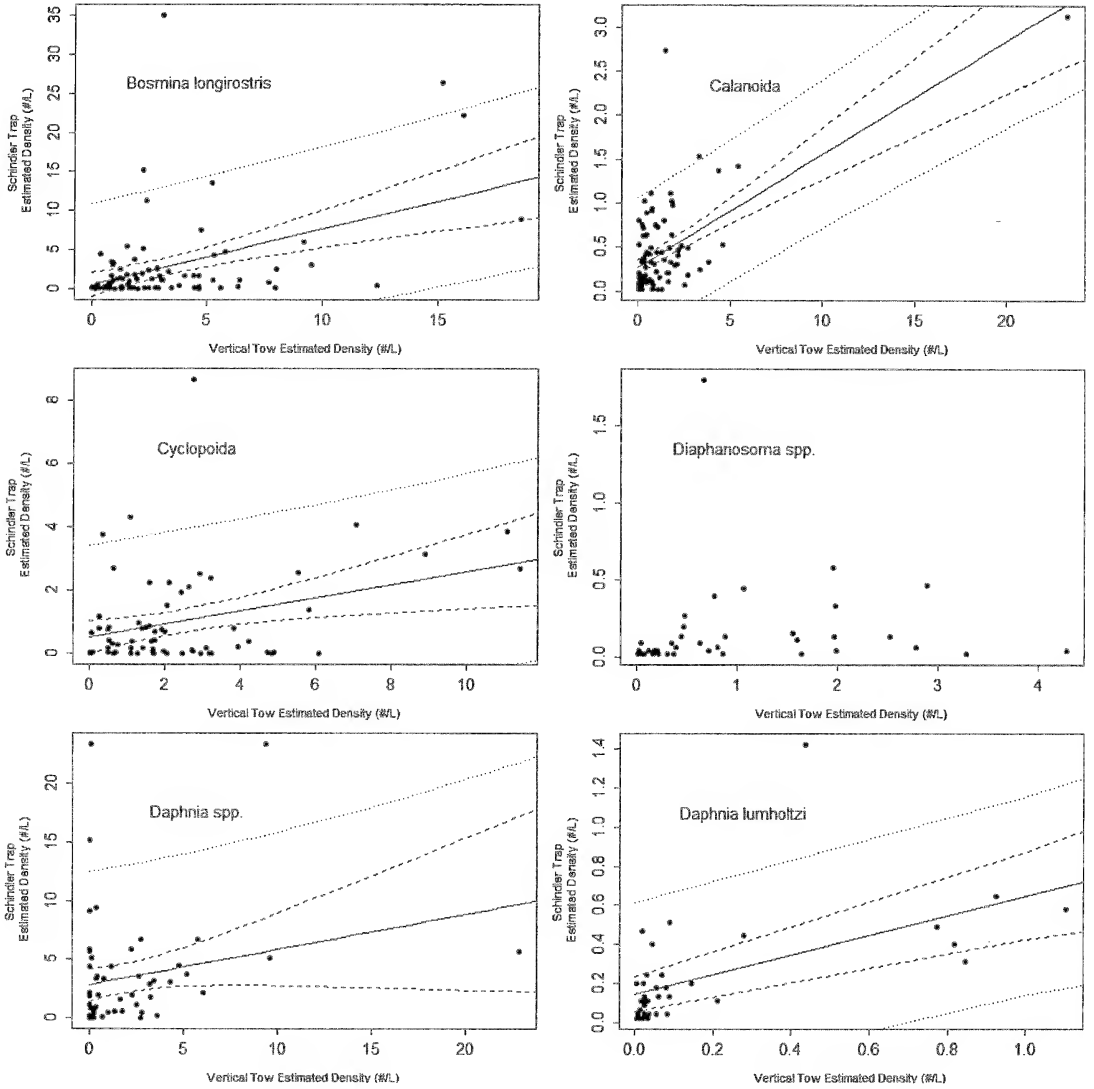 35
30
25
20
15
10
5
0
Schindler Trap
Estimated Density (#/L)
Bosmina longirostris
0 5 10 15
Vertical Tow Estimated Density (#/L)
3.0
2.5
2.0
1.5
1.0
0.5
0.0
Schindler Trap
Estimated Density (#/L)
Calanoida
0 5 10 15 20
Vertical Tow Estimated Density (#/L)
8
6
4
2
0
Schindler Trap
Estimated Density (#/L)
Cyclopoida
0 2 4 6 8 10
Vertical Tow Estimated Density (#/L)
1.5
1.0
0.5
0.0
Schindler Trap
Estimated Density (#/L)
Diaphanosoma spp.
0 1 2 3 4
Vertical Tow Estimated Density (#/L)
20
15
10
5
0
Schindler Trap
Estimated Density (#/L)
Daphnia spp.
0 5 10 15 20
Vertical Tow Estimated Density (#/L)
1.4
1.2
1.0
0.8
0.6
0.4
0.2
0.0
Schindler Trap
Estimated Density (#/L)
Daphnia lumholtzi
0.0 0.2 0.4 0.6 0.8 1.0
Vertical Tow Estimated Density (#/L)